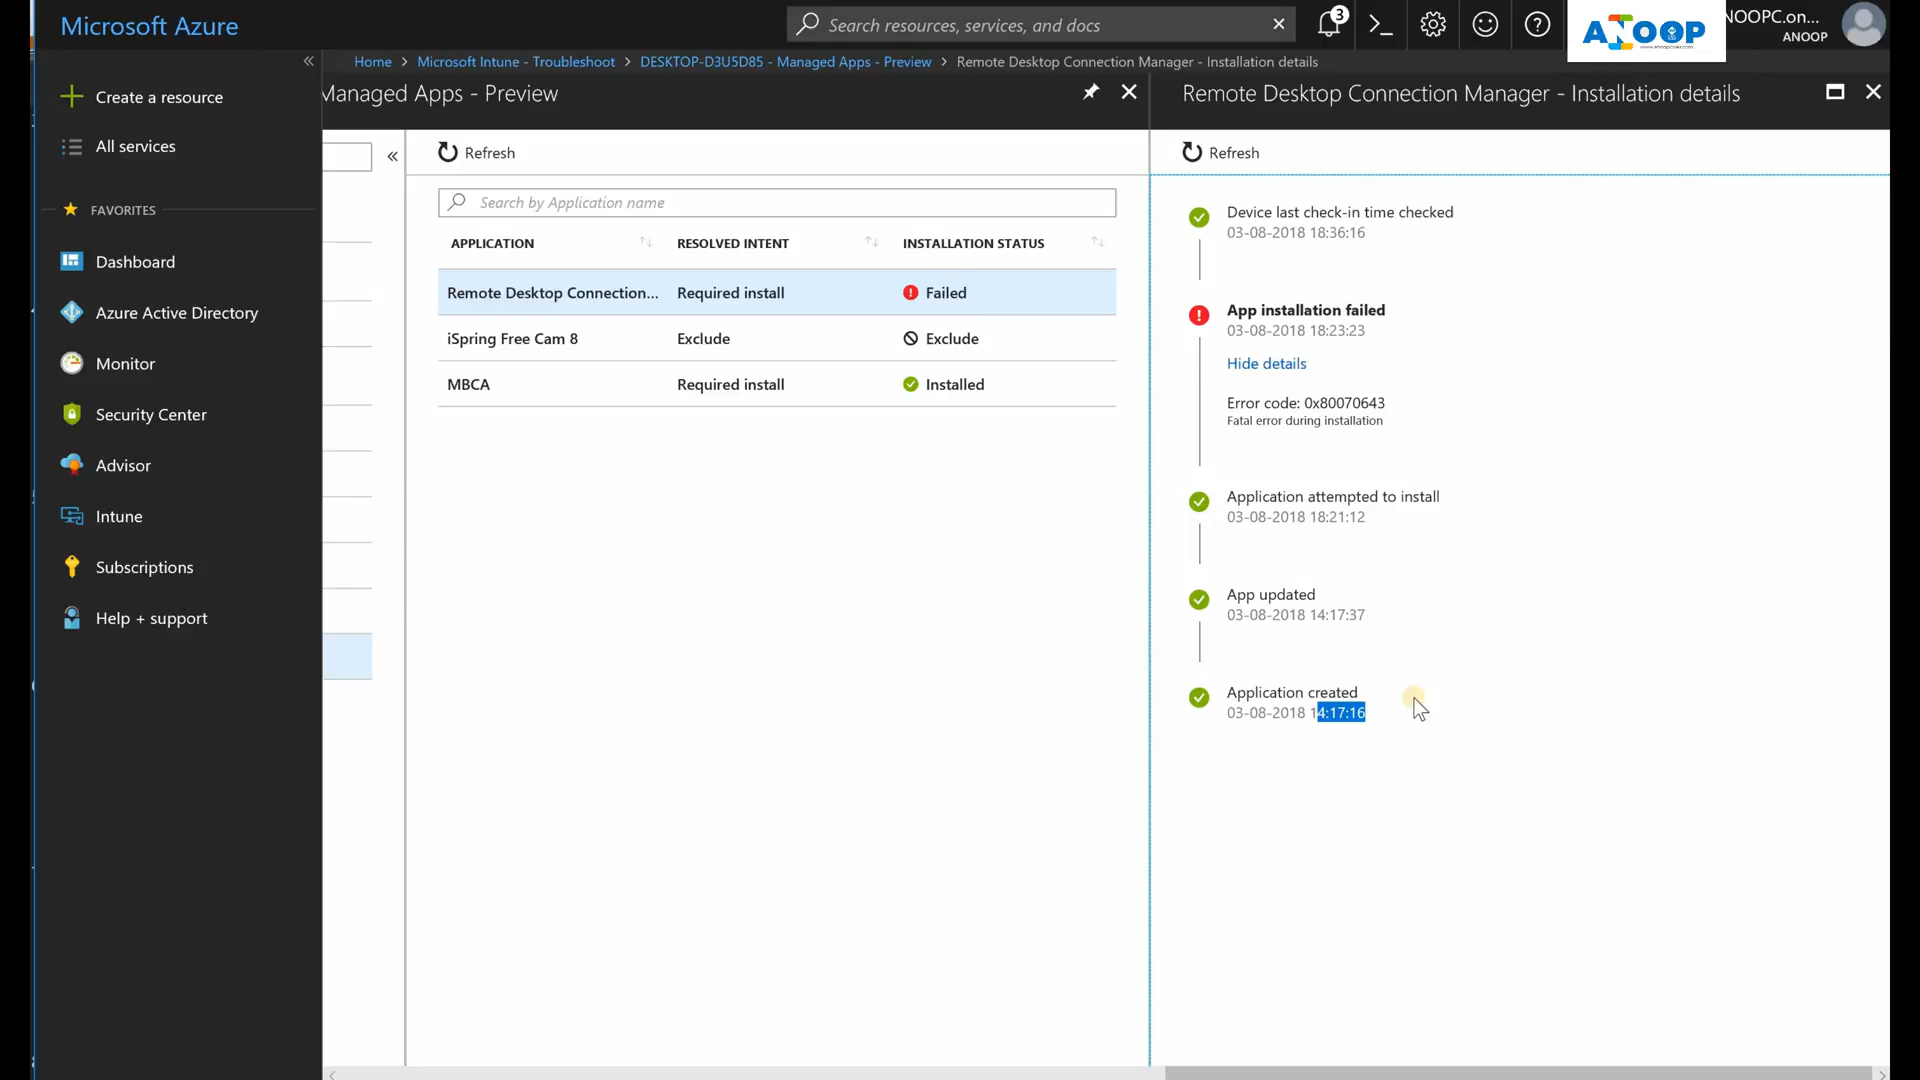 Microsoft Azure
Search resources, services, and docs
3
NOOPC.on...
ANOOP
ANOOP
Home > Microsoft Intune - Troubleshoot > DESKTOP-D3U5D85 - Managed Apps - Preview > Remote Desktop Connection Manager - Installation details
Create a resource
All services
FAVORITES
Dashboard
Azure Active Directory
Monitor
Security Center
Advisor
Intune
Subscriptions
Help + support
Managed Apps - Preview
Refresh
Search by Application name
APPLICATION RESOLVED INTENT INSTALLATION STATUS
Remote Desktop Connection... Required install Failed
iSpring Free Cam 8 Exclude Exclude
MBCA Required install Installed
Remote Desktop Connection Manager - Installation details
Refresh
Device last check-in time checked
03-08-2018 18:36:16
App installation failed
03-08-2018 18:23:23
Hide details
Error code: 0x80070643
Fatal error during installation
Application attempted to install
03-08-2018 18:21:12
App updated
03-08-2018 14:17:37
Application created
03-08-2018 14:17:16